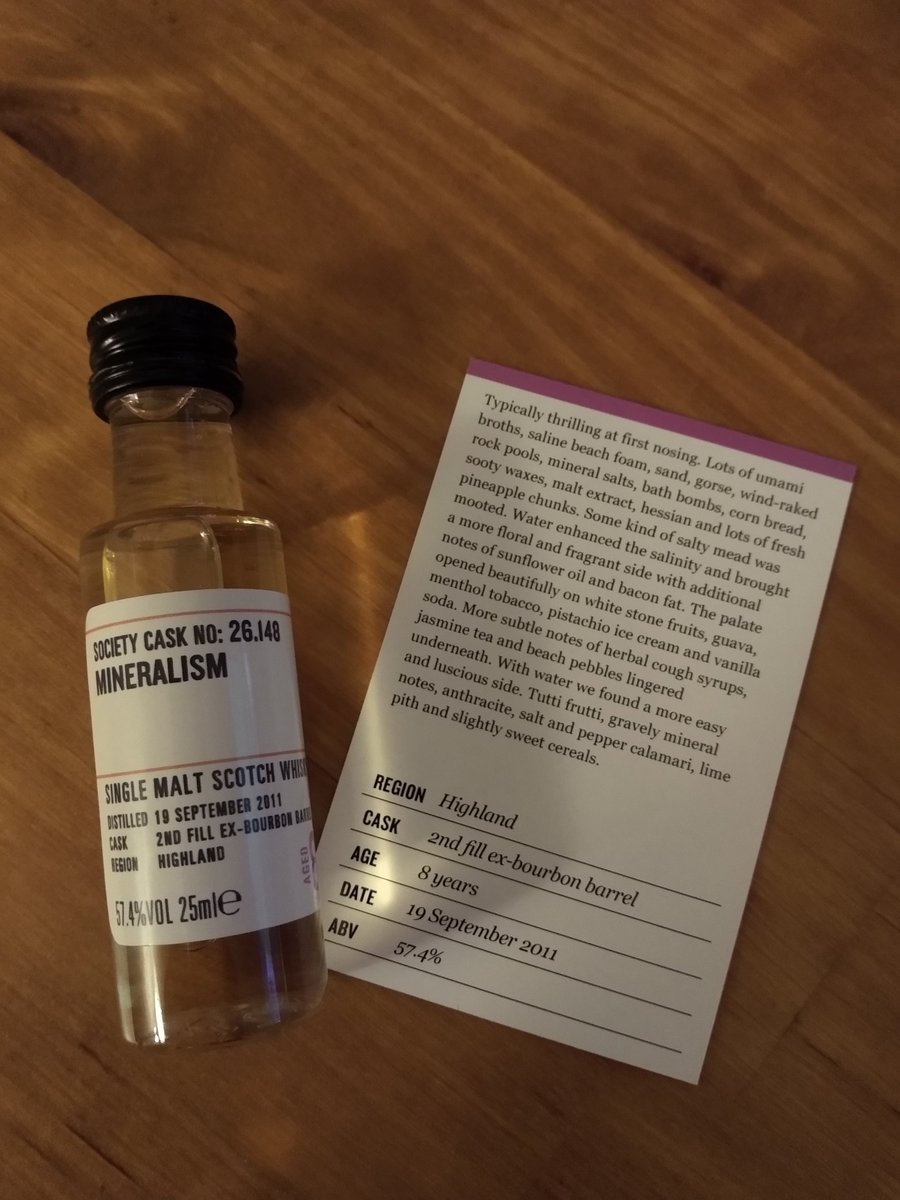 SOCIETY CASK NO: 26.148
MINERALISM
SINGLE MALT SCOTCH
DISTILLED 19 SEPTEMBER 2011
CASK 2ND FILL EX-BOURBON
REGION HIGHLAND
AGED
57.4%VOL 25ml℮
Typically thrilling at first nosing. Lots of umami
broths, saline beach foam, sand, gorse, wind-raked
rock pools, mineral salts, bath bombs, corn bread,
sooty waxes, malt extract, hessian and lots of fresh
pineapple chunks. Some kind of salty mead was
mooted. Water enhanced the salinity and brought
a more floral and fragrant side with additional
notes of sunflower oil and bacon fat. The palate
opened beautifully on white stone fruits, guava,
menthol tobacco, pistachio ice cream and vanilla
soda. More subtle notes of herbal cough syrups,
jasmine tea and beach pebbles lingered
underneath. With water we found a more easy
and luscious side. Tutti frutti, gravely mineral
notes, anthracite, salt and pepper calamari, lime
pith and slightly sweet cereals.
REGION Highland
CASK 2nd fill ex-bourbon barrel
AGE 8 years
DATE 19 September 2011
ABV 57.4%